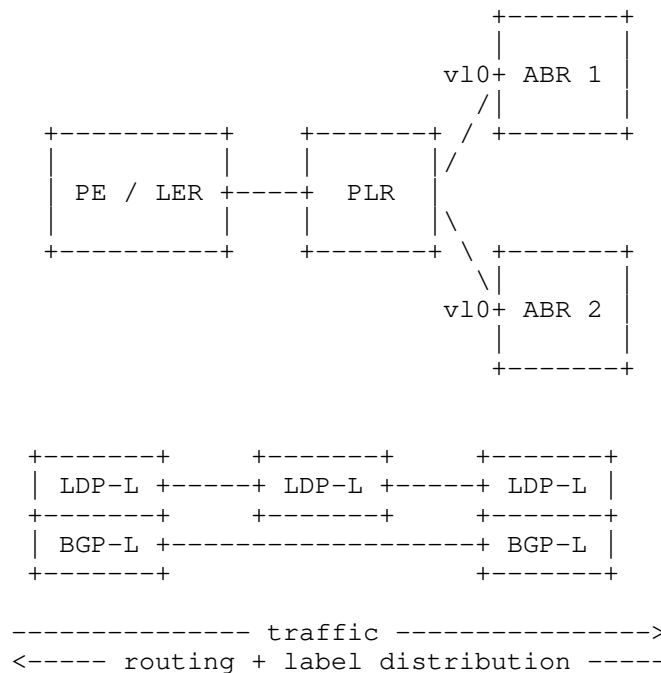 ABR 1
vl0
PE / LER
PLR
vl0
ABR 2
LDP-L LDP-L LDP-L
BGP-L BGP-L
traffic
routing + label distribution